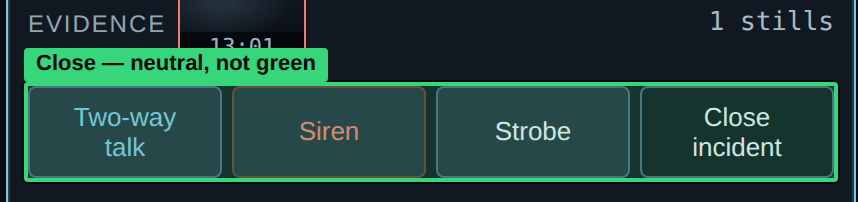 EVIDENCE
1 stills
13:01
Close — neutral, not green
Two-way
talk
Siren
Strobe
Close
incident